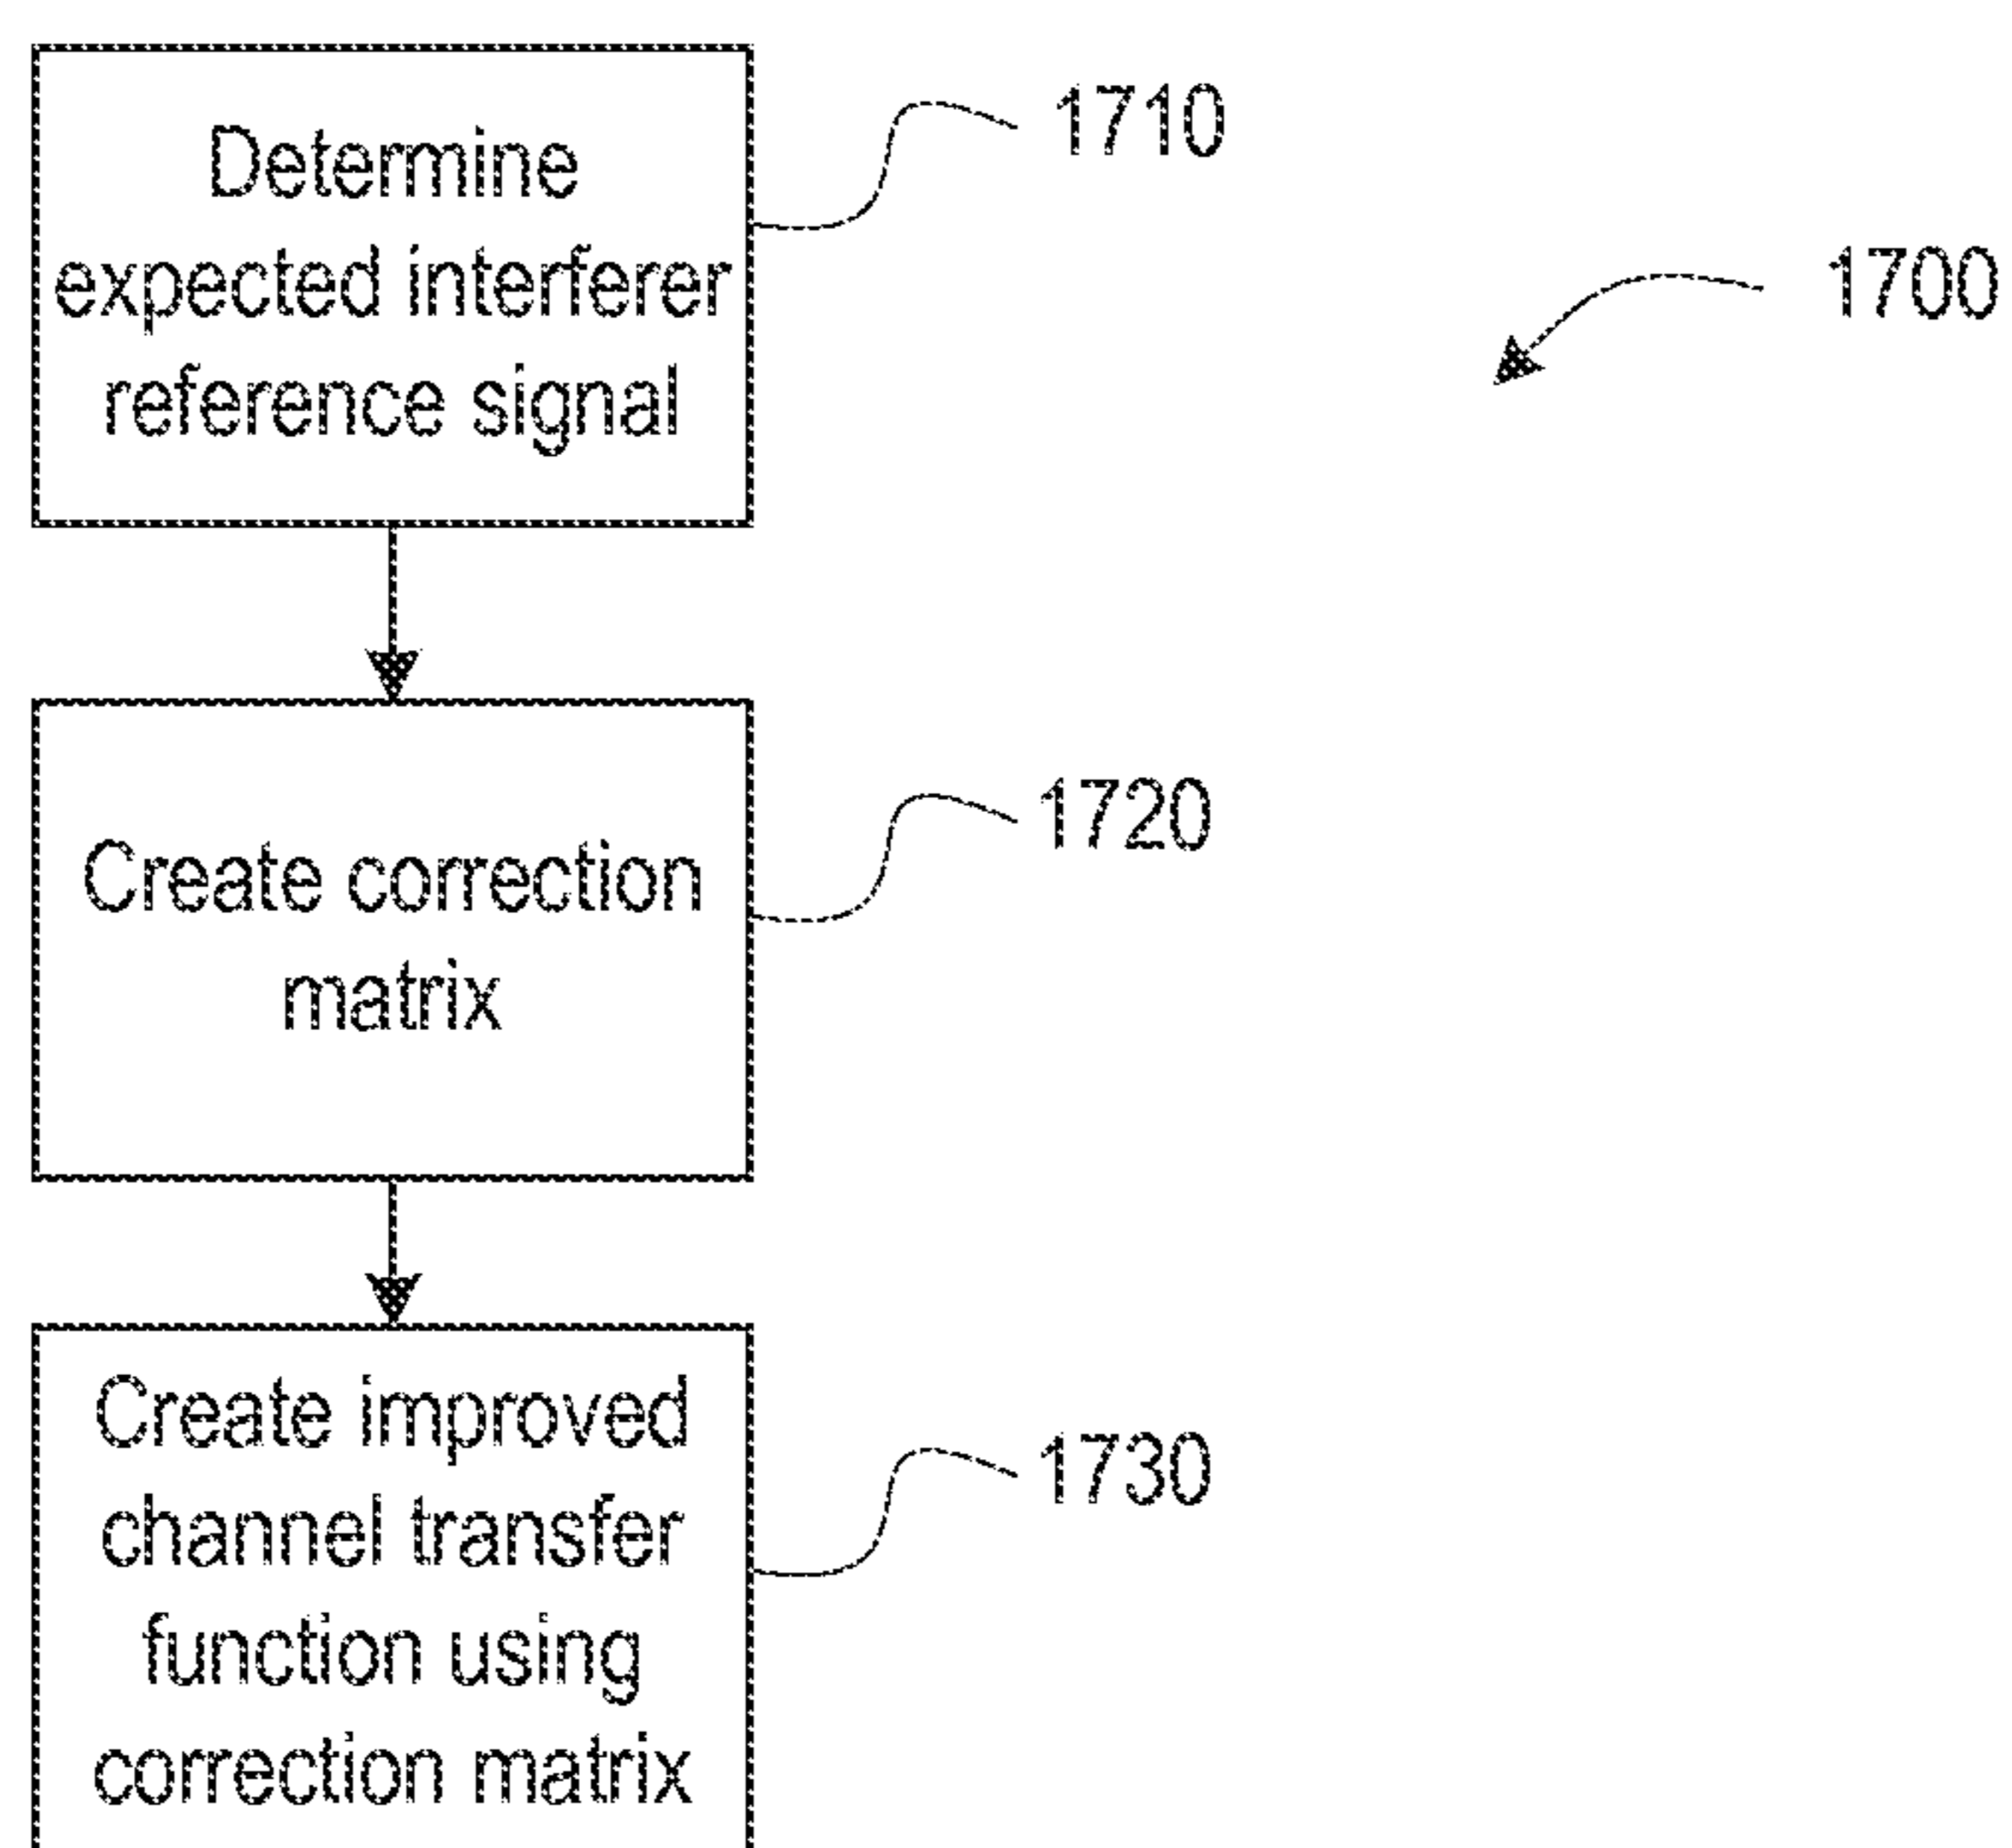 Determine
expected interferer
reference signal
1710
1700
Create correction
matrix
1720
Create improved
channel transfer
function using
correction matrix
1730